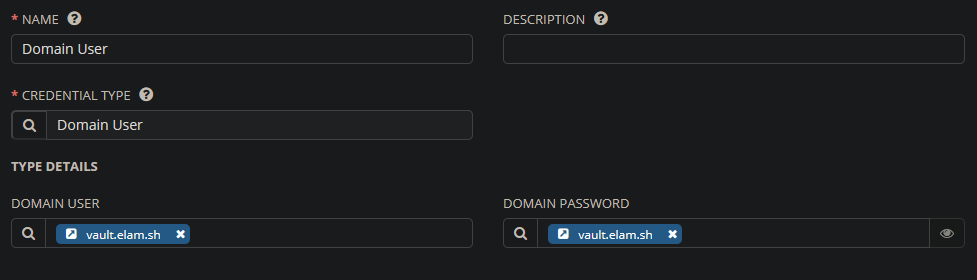 * NAME ?
DESCRIPTION ?
Domain User
* CREDENTIAL TYPE ?
Domain User
TYPE DETAILS
DOMAIN USER
DOMAIN PASSWORD
vault.elam.sh
vault.elam.sh